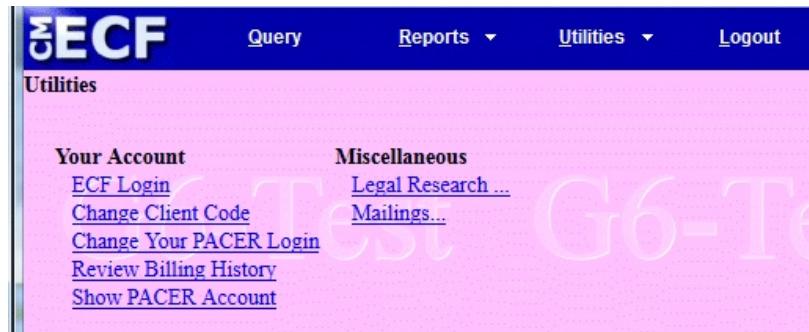 CM ECF Query Reports Utilities Logout
Utilities
Your Account
ECF Login
Change Client Code
Change Your PACER Login
Review Billing History
Show PACER Account
Miscellaneous
Legal Research ...
Mailings...
G6-Test G6-Te